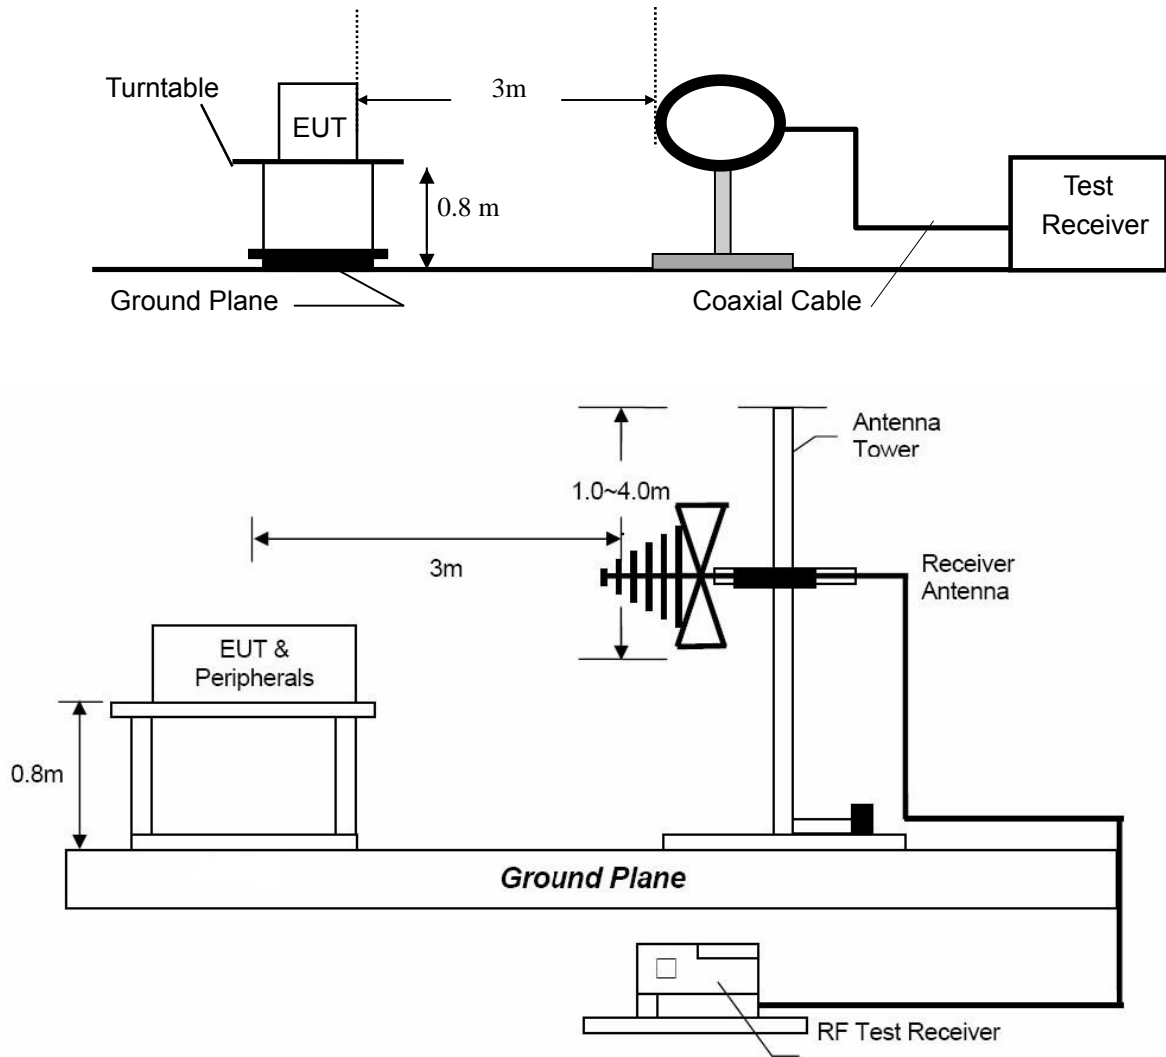 Turntable
EUT
3m
0.8 m
Test
Receiver
Ground Plane
Coaxial Cable
Antenna
Tower
1.0~4.0m
3m
Receiver
Antenna
EUT &
Peripherals
0.8m
Ground Plane
RF Test Receiver